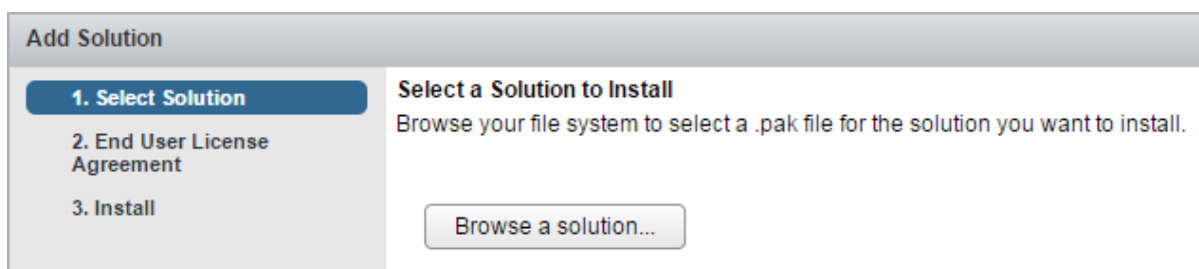 Add Solution
1. Select Solution
2. End User License
Agreement
3. Install
Select a Solution to Install
Browse your file system to select a .pak file for the solution you want to install.
Browse a solution...